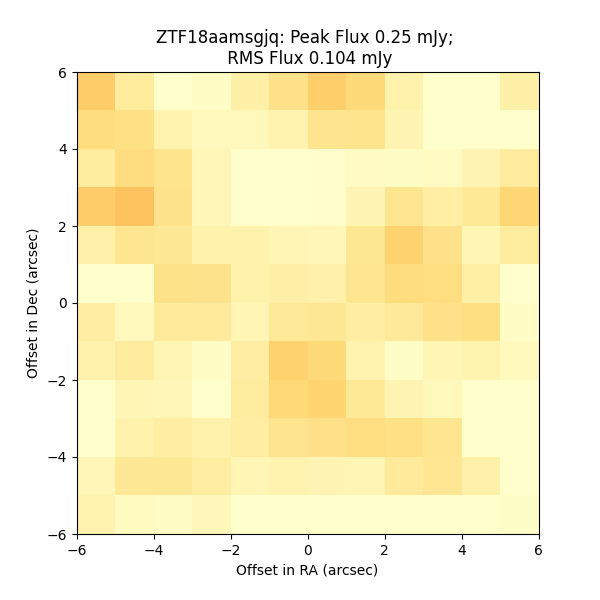 ZTF18aamsgjq: Peak Flux 0.25 mJy;
RMS Flux 0.104 mJy
6
4
2
0
−2
−4
−6
Offset in Dec (arcsec)
−6 −4 −2 0 2 4 6
Offset in RA (arcsec)